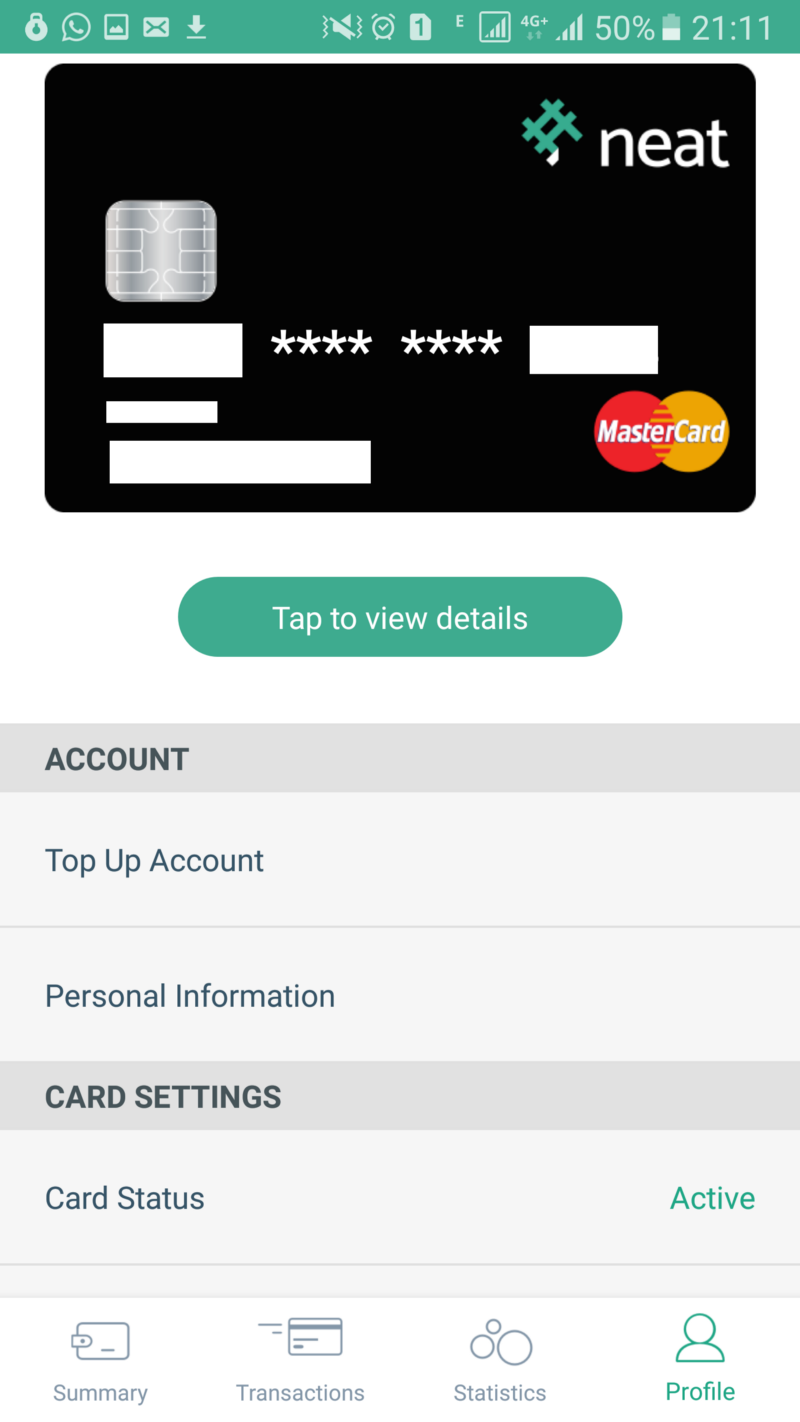 1 E 4G+ 50% 21:11
neat
**** ****
MasterCard
Tap to view details
ACCOUNT
Top Up Account
Personal Information
CARD SETTINGS
Card Status Active
Summary Transactions Statistics Profile